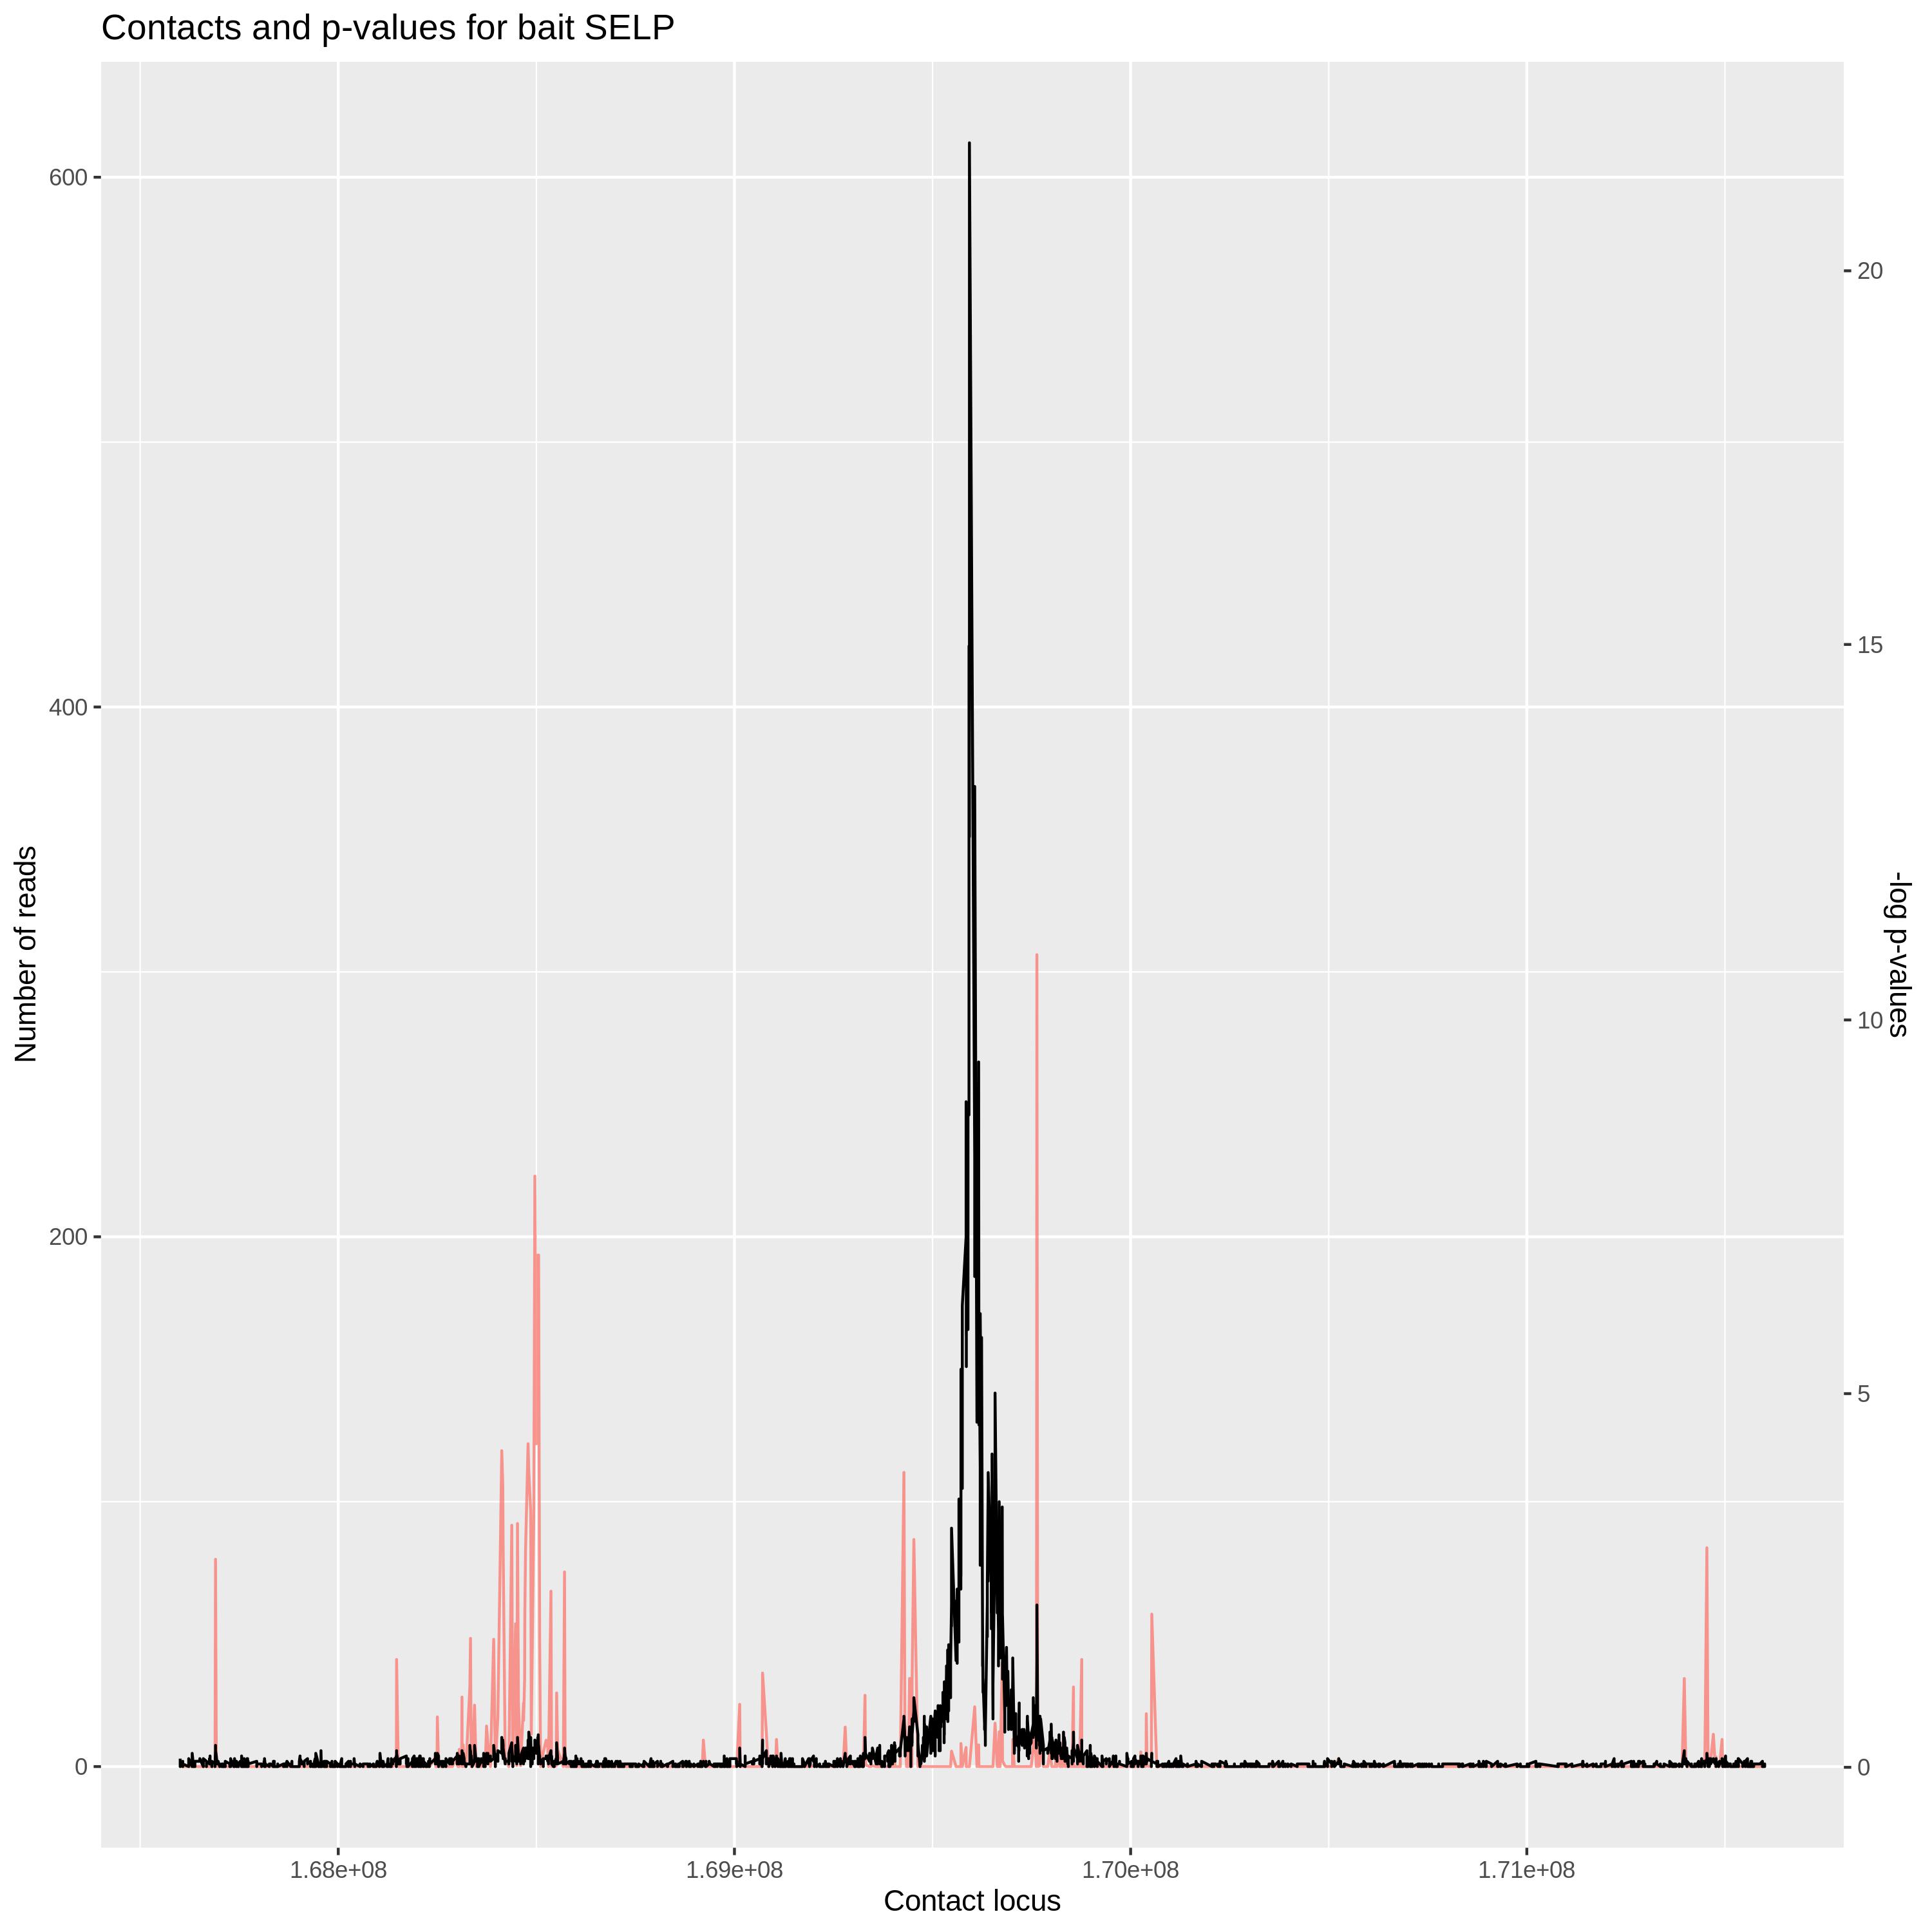 Contacts and p-values for bait SELP
600
400
200
0
Number of reads
20
15
10
5
0
-log p-values
1.68e+08
1.69e+08
1.70e+08
1.71e+08
Contact locus